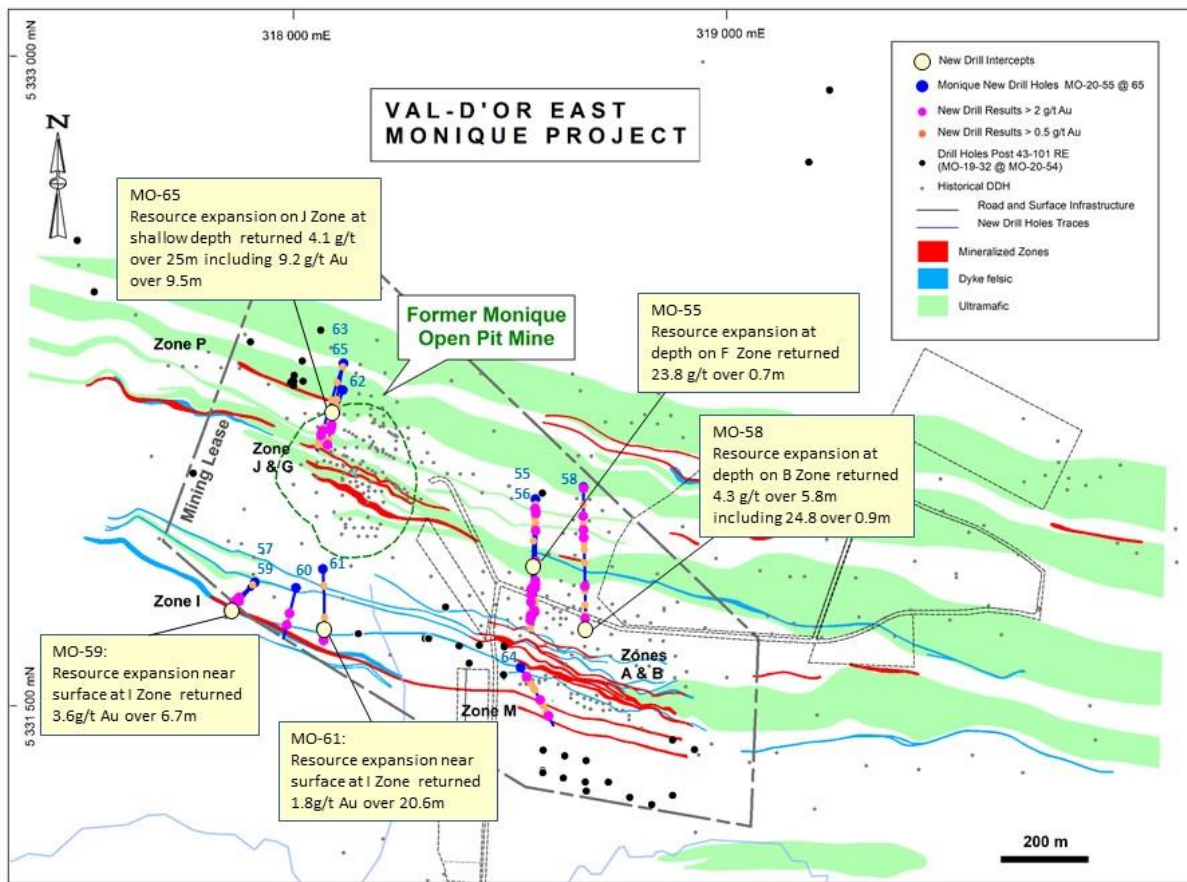 318 000 mE
319 000 mE
5 333 000 mN
VAL-D'OR EAST
MONIQUE PROJECT
New Drill Intercepts
Monique New Drill Holes MO-20-55 @ 65
New Drill Results > 2 g/t Au
New Drill Results > 0.5 g/t Au
Drill Holes Post 43-101 RE
(MO-19-32 @ MO-20-54)
Historical DDH
Road and Surface Infrastructure
New Drill Holes Traces
Mineralized Zones
Dyke felsic
Ultramafic
N
MO-65
Resource expansion on J Zone at
shallow depth returned 4.1 g/t
over 25m including 9.2 g/t Au
over 9.5m
Former Monique
Open Pit Mine
MO-55
Resource expansion at
depth on F Zone returned
23.8 g/t over 0.7m
MO-58
Resource expansion at
depth on B Zone returned
4.3 g/t over 5.8m
including 24.8 over 0.9m
Zone P
63
65
62
Mining Lease
Zone
J & G
55
56
58
57
59
60
61
Zone I
64
Zónes
A & B
Zone M
5 331 500 mN
MO-59:
Resource expansion near
surface at I Zone returned
3.6g/t Au over 6.7m
MO-61:
Resource expansion near
surface at I Zone returned
1.8g/t Au over 20.6m
200 m